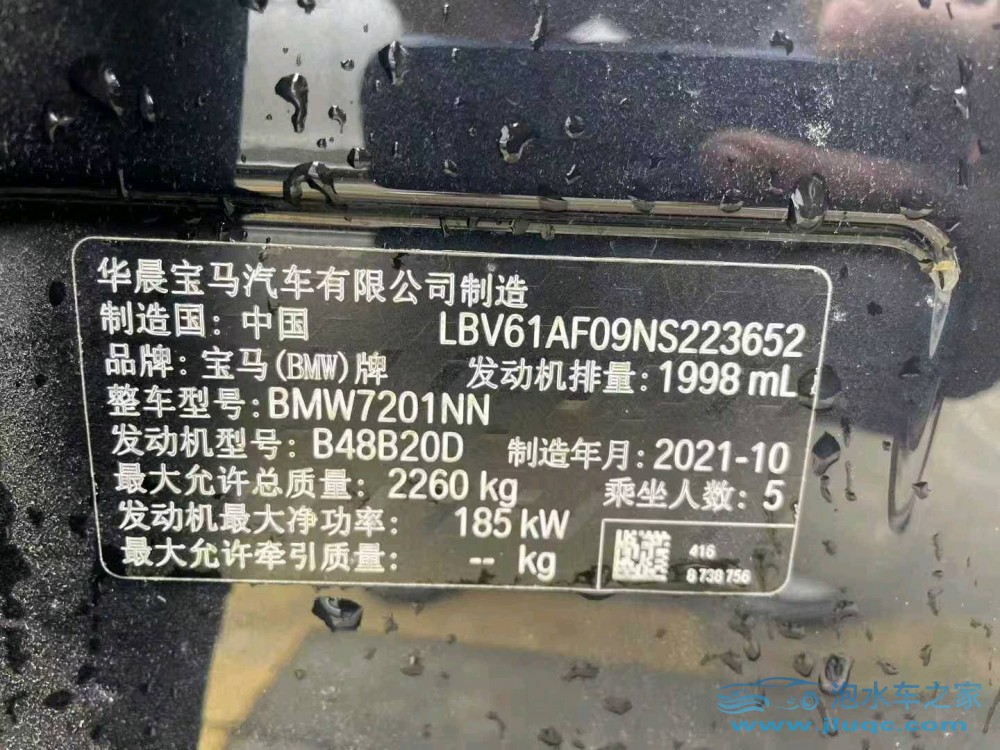 华晨宝马汽车有限公司制造
制造国: 中国 LBV61AF09NS223652
品牌: 宝马(BMW)牌 发动机排量: 1998 mL
整车型号: BMW7201NN
发动机型号: B48B20D 制造年月: 2021-10
最大允许总质量: 2260 kg 乘坐人数: 5
发动机最大净功率: 185 kW
最大允许牵引质量: -- kg
416
8 738 756
泡水车之家
www.jluqc.com